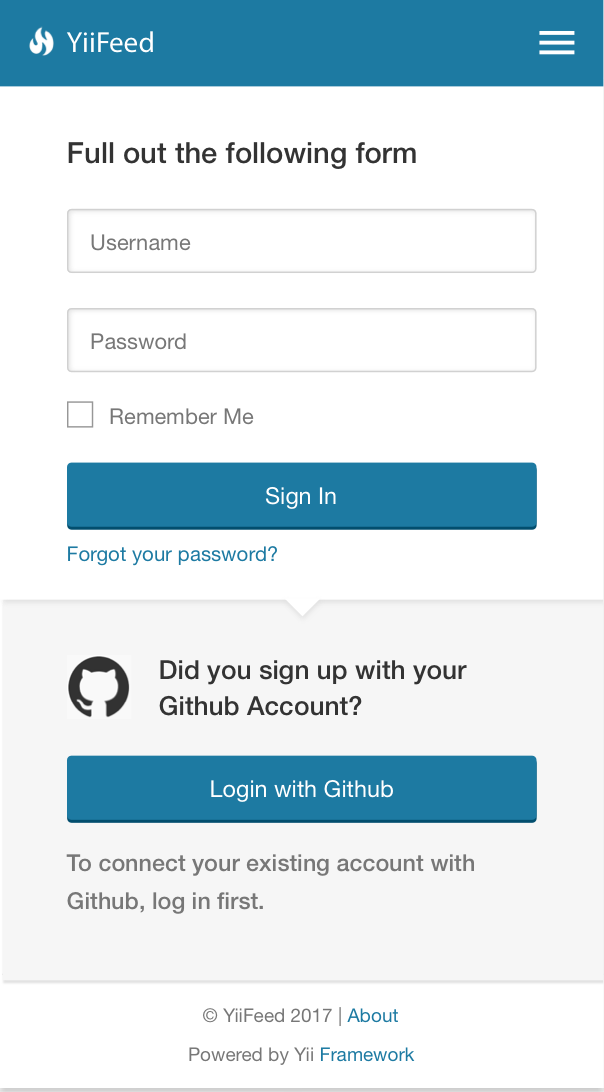 YiiFeed
Full out the following form
Username
Password
Remember Me
Sign In
Forgot your password?
Did you sign up with your
Github Account?
Login with Github
To connect your existing account with
Github, log in first.
© YiiFeed 2017 | About
Powered by Yii Framework